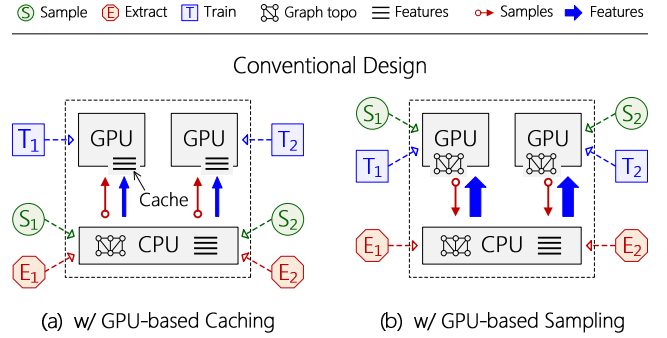 S Sample E Extract T Train Graph topo Features Samples Features
Conventional Design
T1 GPU GPU T2
Cache
S1 CPU S2
E1 E2
(a) w/ GPU-based Caching
S1 GPU GPU S2
T1 T2
E1 CPU E2
(b) w/ GPU-based Sampling